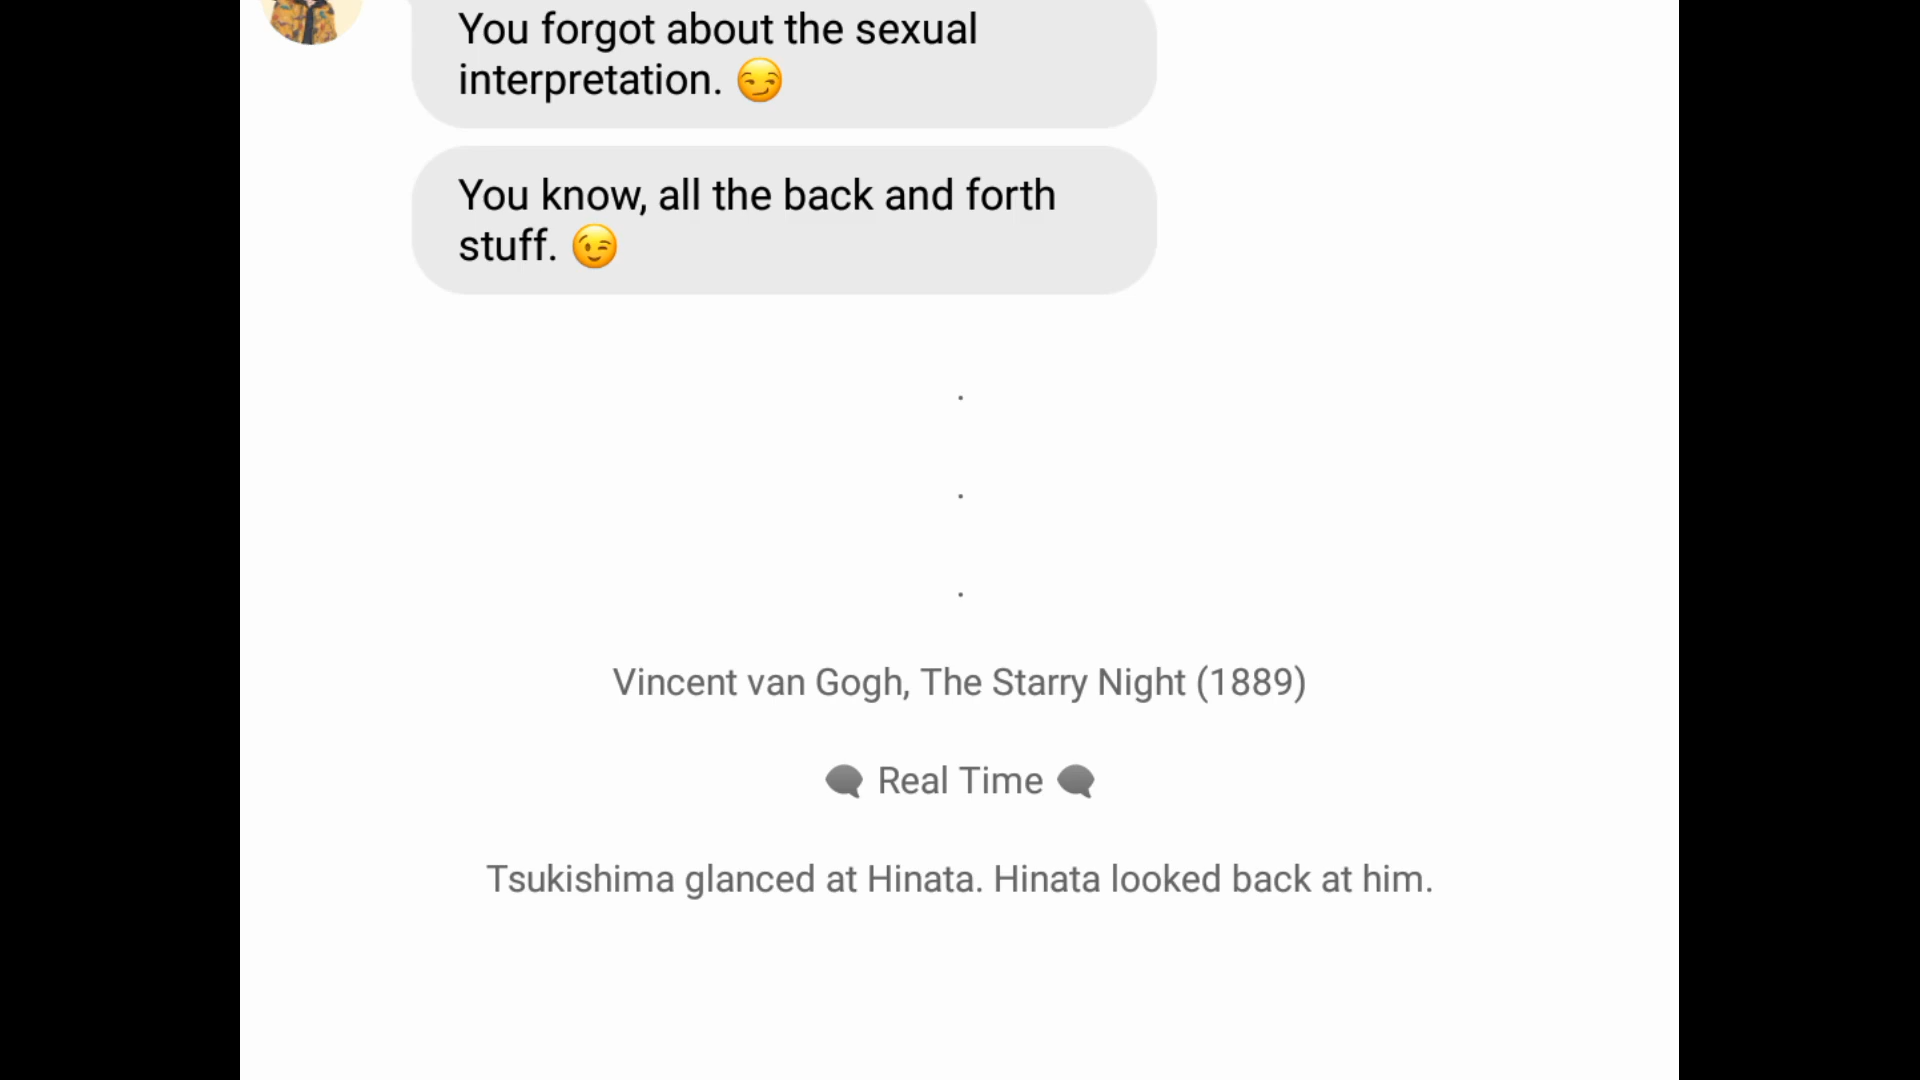 You forgot about the sexual
interpretation. 😏
You know, all the back and forth
stuff. 😉
.
.
.
Vincent van Gogh, The Starry Night (1889)
🗨 Real Time 🗨
Tsukishima glanced at Hinata. Hinata looked back at him.